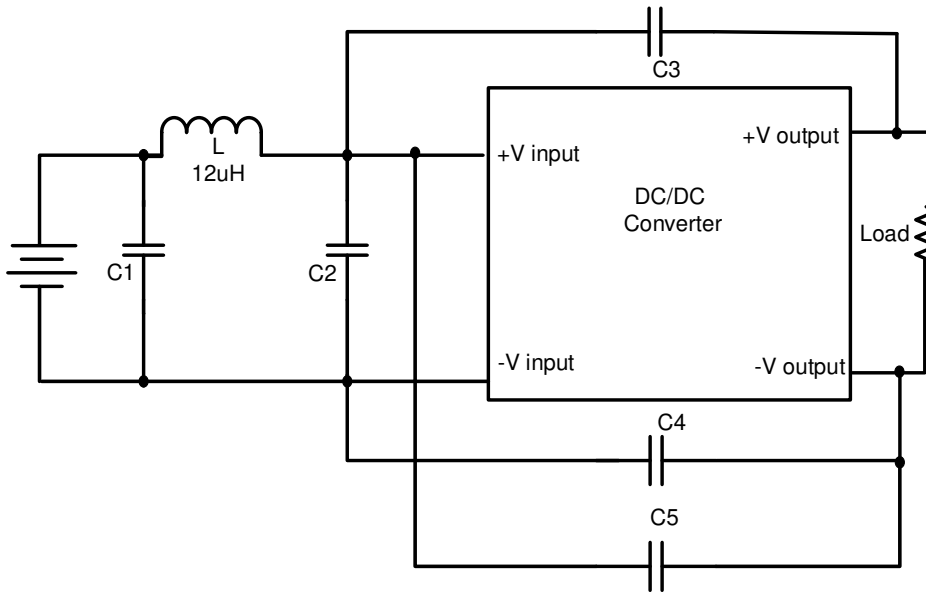 C3
+V output
L
12uH
+V input
DC/DC
Converter
Load
C1
C2
-V input
-V output
C4
C5